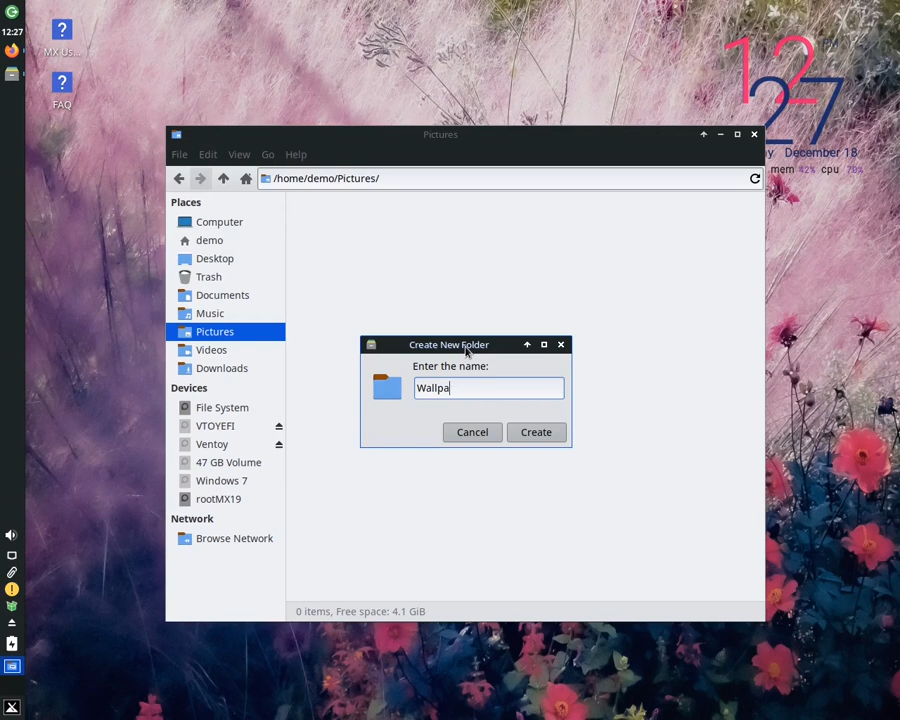 12:27
MX Us...
FAQ
12
27
December 18
mem 42% cpu
Pictures
File Edit View Go Help
/home/demo/Pictures/
Places
Computer
demo
Desktop
Trash
Documents
Music
Pictures
Videos
Downloads
Devices
File System
VTOYEFI
Ventoy
47 GB Volume
Windows 7
rootMX19
Network
Browse Network
Create New Folder
Enter the name:
Wallpa
Cancel Create
0 items, Free space: 4.1 GiB